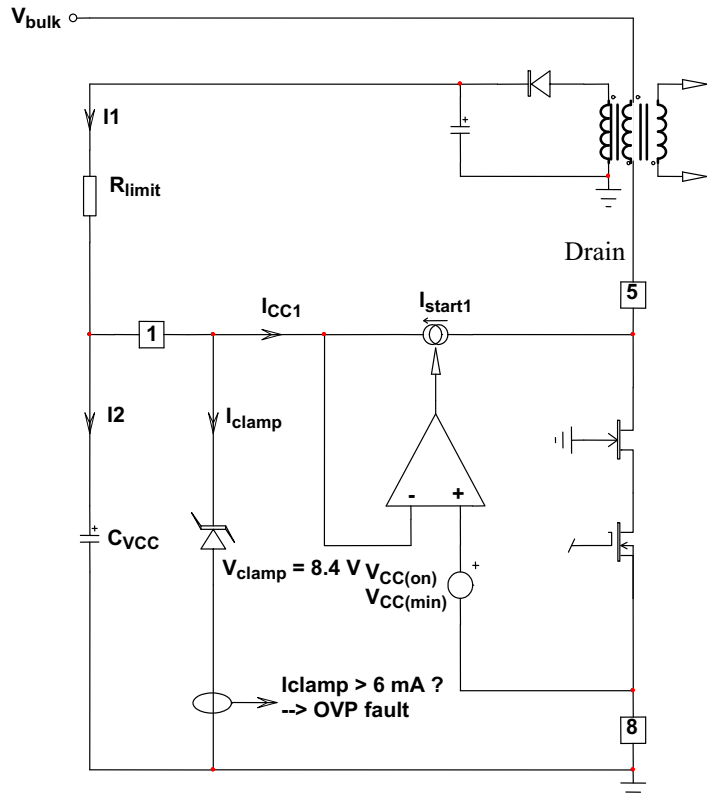 Vbulk
I1
Rlimit
Drain
5
ICC1
Istart1
1
I2
Iclamp
- +
CVCC
Vclamp = 8.4 V VCC(on)
VCC(min)
+
+
+
Iclamp > 6 mA ?
--> OVP fault
8